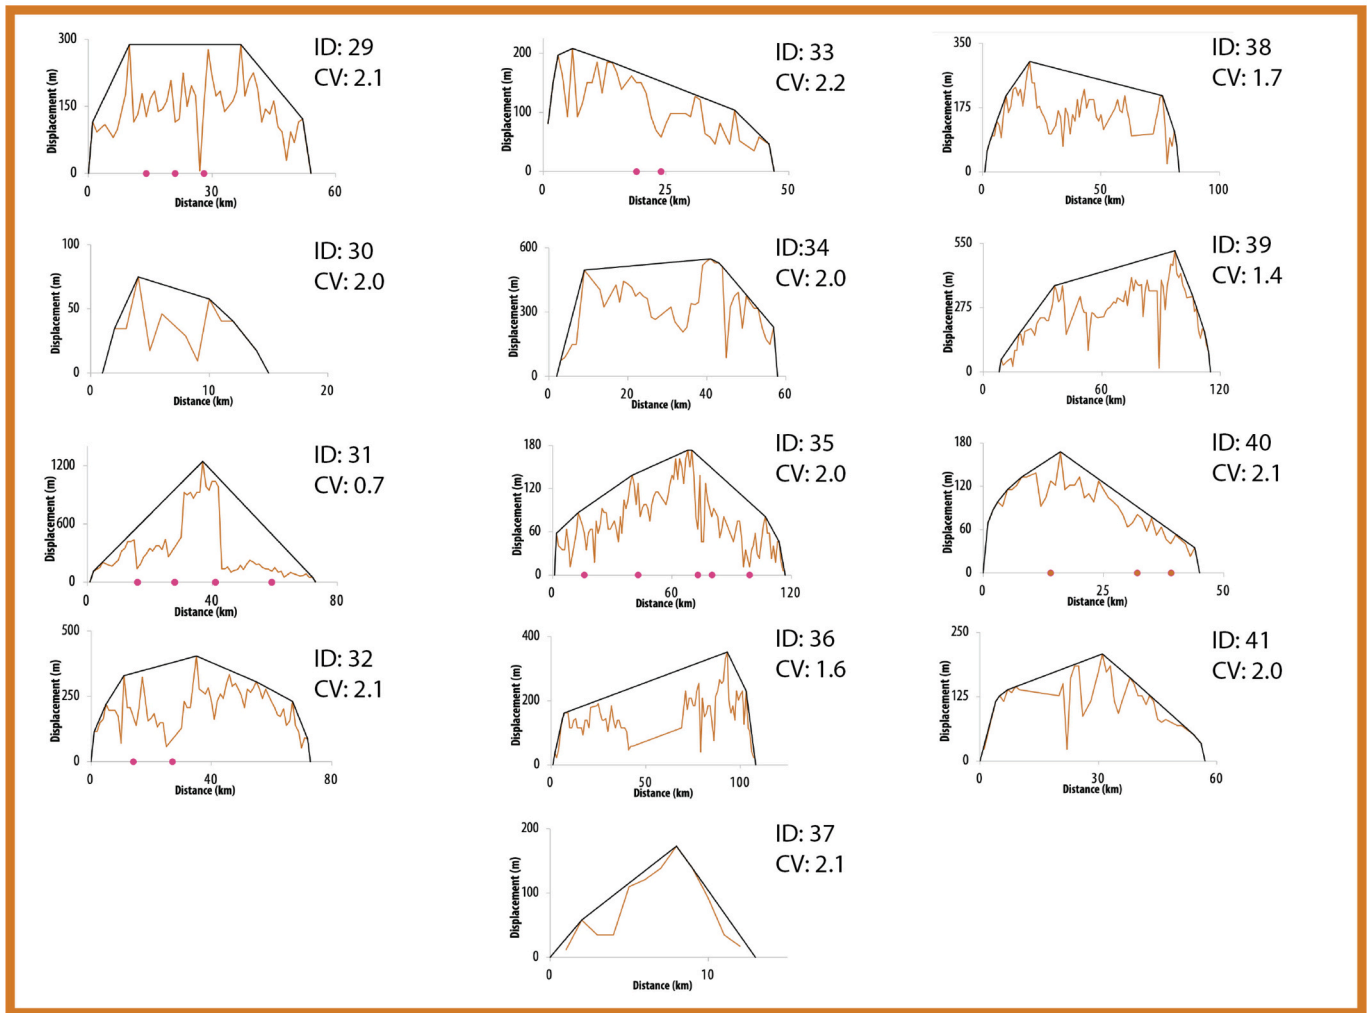 ID: 29
CV: 2.1
Displacement (m)
300
150
0
0
30
60
Distance (km)
ID: 33
CV: 2.2
Displacement (m)
200
100
0
0
25
50
Distance (km)
ID: 38
CV: 1.7
Displacement (m)
350
175
0
0
50
100
Distance (km)
ID: 30
CV: 2.0
Displacement (m)
100
50
0
0
10
20
Distance (km)
ID:34
CV: 2.0
Displacement (m)
600
300
0
0
20
40
60
Distance (km)
ID: 39
CV: 1.4
Displacement (m)
550
275
0
0
60
120
Distance (km)
ID: 31
CV: 0.7
Displacement (m)
1200
600
0
0
40
80
Distance (km)
ID: 35
CV: 2.0
Displacement (m)
180
120
60
0
0
60
120
Distance (km)
ID: 40
CV: 2.1
Displacement (m)
180
120
60
0
0
25
50
Distance (km)
ID: 32
CV: 2.1
Displacement (m)
500
250
0
0
40
80
Distance (km)
ID: 36
CV: 1.6
Displacement (m)
400
200
0
0
50
100
Distance (km)
ID: 41
CV: 2.0
Displacement (m)
250
125
0
0
30
60
Distance (km)
ID: 37
CV: 2.1
Displacement (m)
200
100
0
0
10
Distance (km)